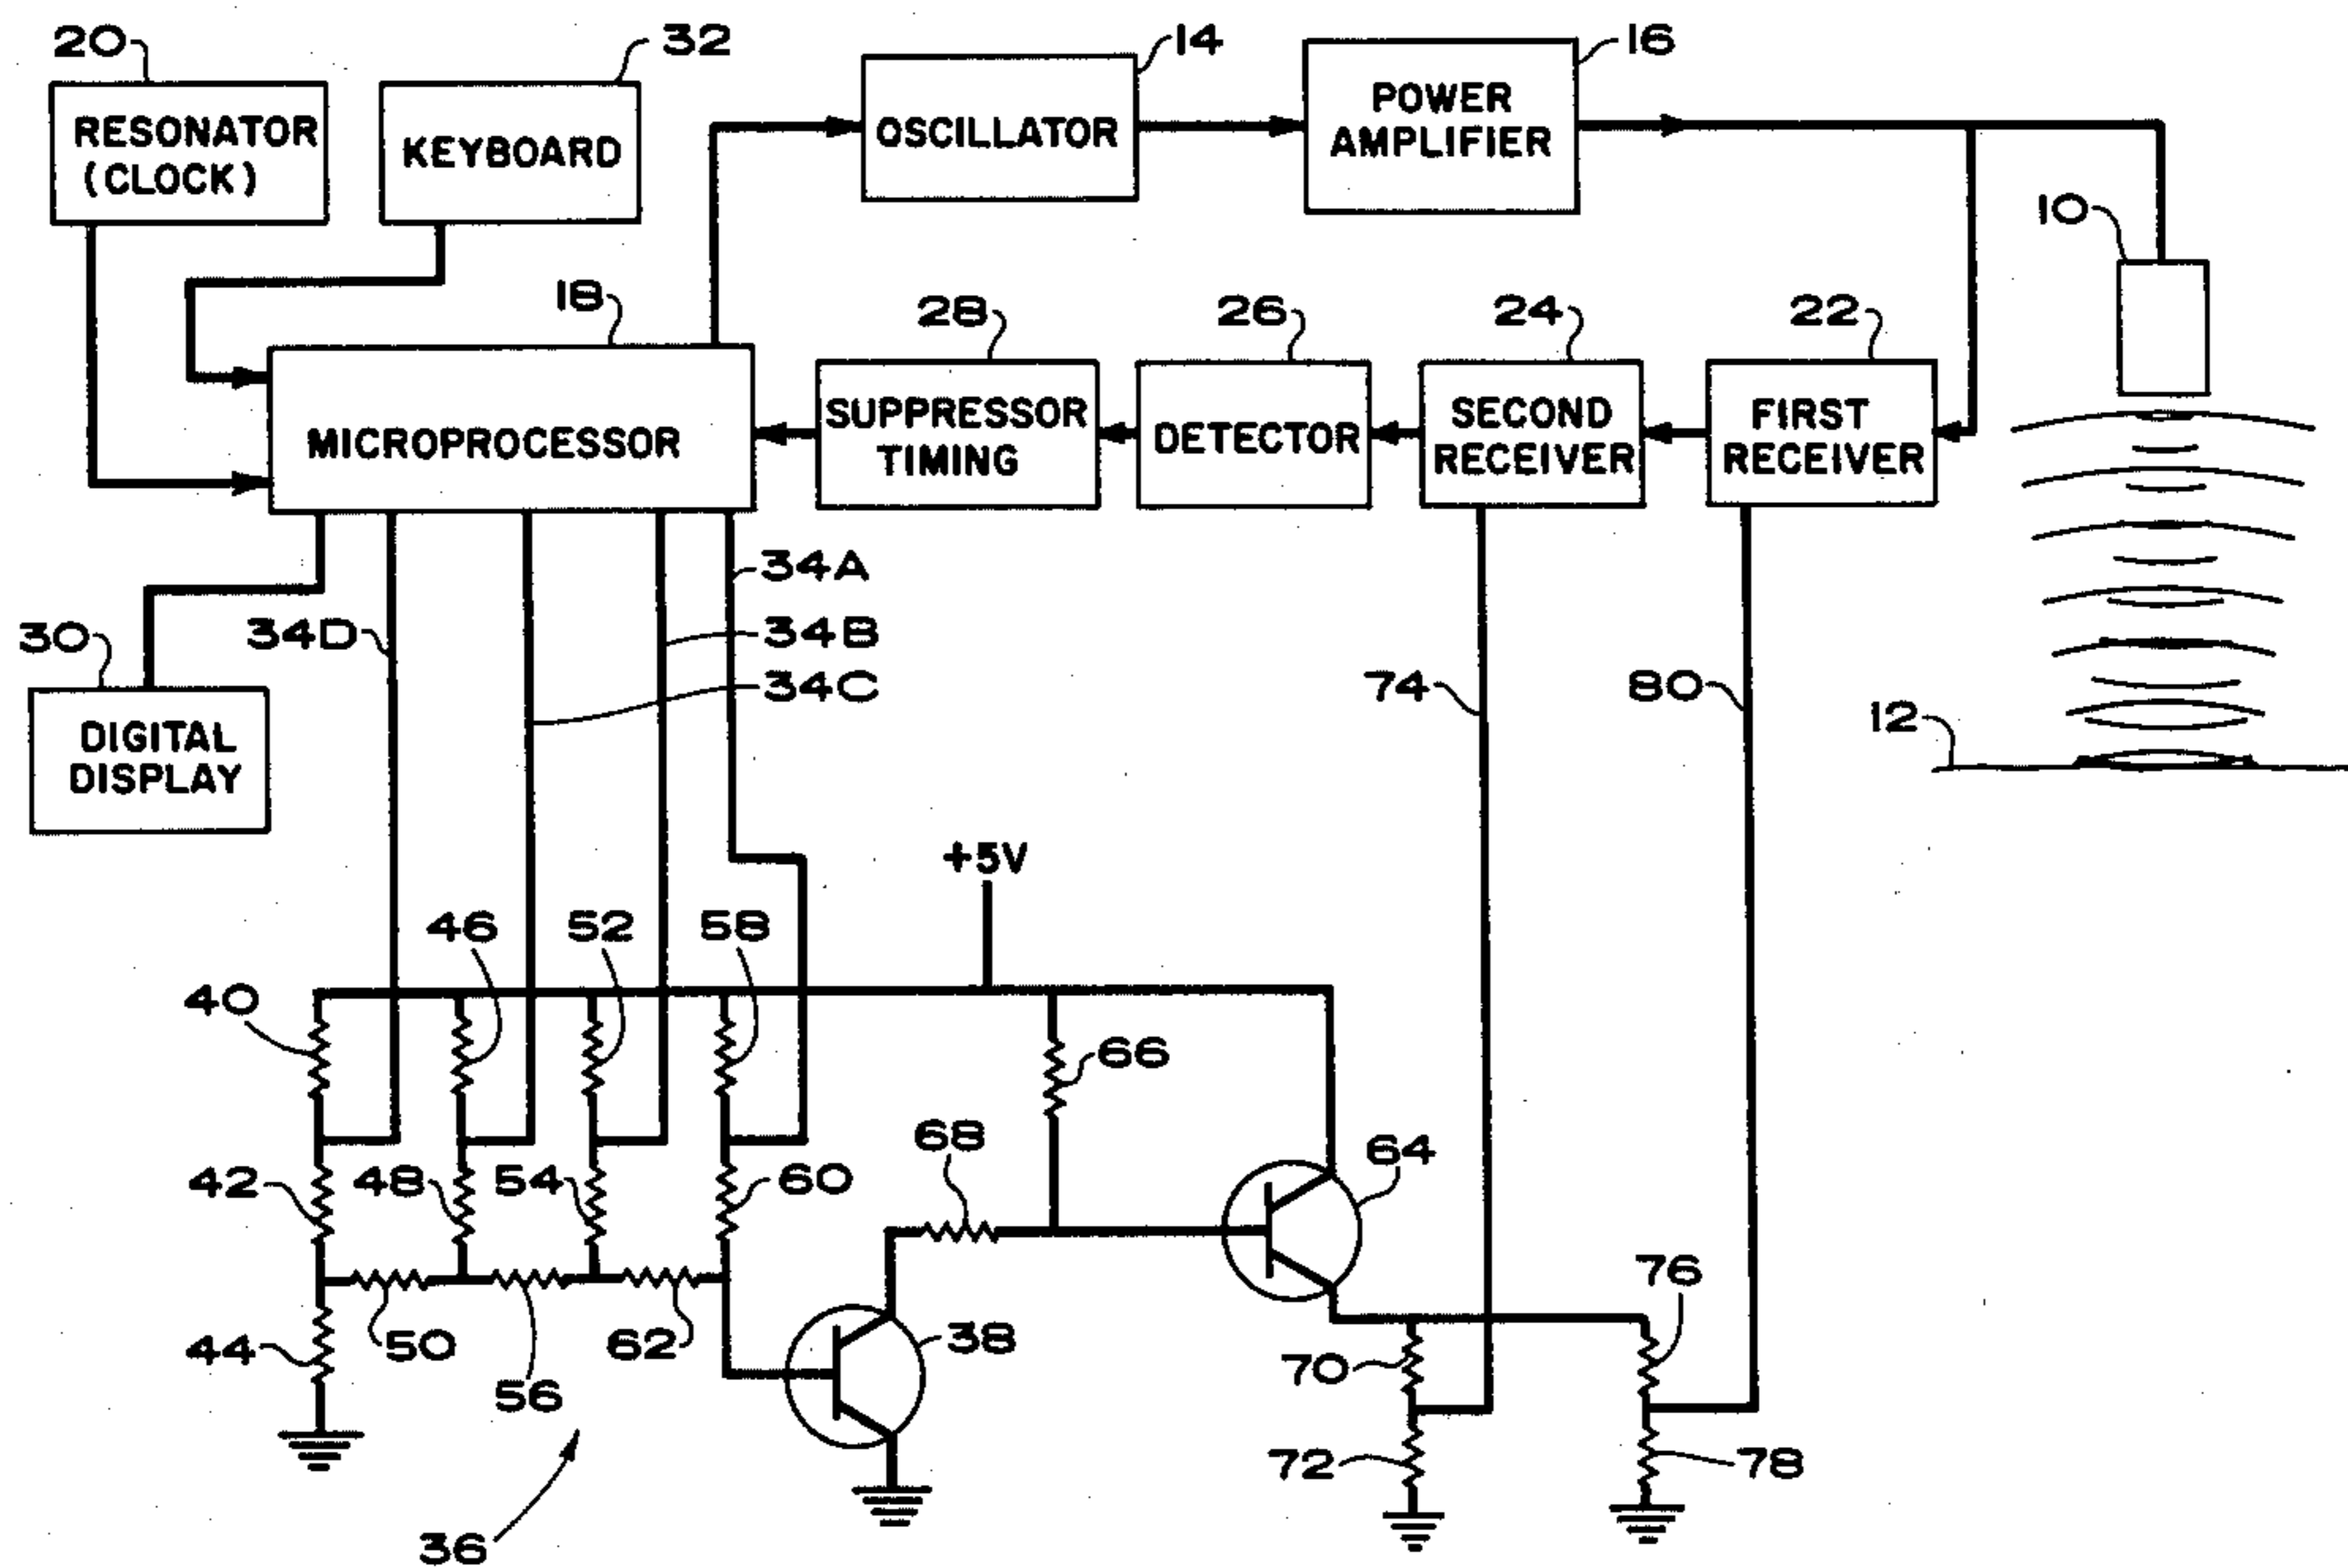 20
32
14
16
RESONATOR
(CLOCK)
KEYBOARD
OSCILLATOR
POWER
AMPLIFIER
10
18
28
26
24
22
MICROPROCESSOR
SUPPRESSOR
TIMING
DETECTOR
SECOND
RECEIVER
FIRST
RECEIVER
34A
30
34D
34B
34C
74
80
12
DIGITAL
DISPLAY
+5V
46
52
58
40
66
68
64
42
48
54
60
76
44
50
62
38
70
56
72
78
36